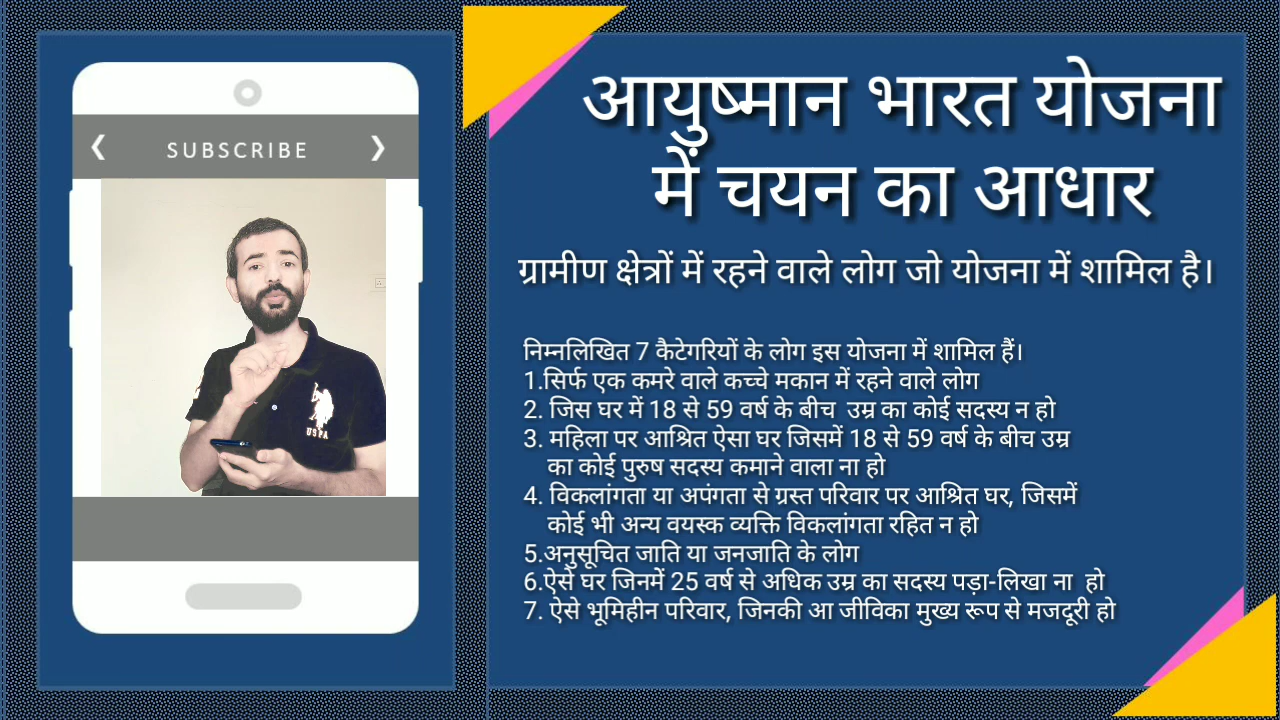 SUBSCRIBE
USPA
आयुष्मान भारत योजना
में चयन का आधार
ग्रामीण क्षेत्रों में रहने वाले लोग जो योजना में शामिल है।
निम्नलिखित 7 कैटेगरियों के लोग इस योजना में शामिल हैं।
1.सिर्फ एक कमरे वाले कच्चे मकान में रहने वाले लोग
2. जिस घर में 18 से 59 वर्ष के बीच उम्र का कोई सदस्य न हो
3. महिला पर आश्रित ऐसा घर जिसमें 18 से 59 वर्ष के बीच उम्र
का कोई पुरुष सदस्य कमाने वाला ना हो
4. विकलांगता या अपंगता से ग्रस्त परिवार पर आश्रित घर, जिसमें
कोई भी अन्य वयस्क व्यक्ति विकलांगता रहित न हो
5.अनुसूचित जाति या जनजाति के लोग
6.ऐसे घर जिनमें 25 वर्ष से अधिक उम्र का सदस्य पड़ा-लिखा ना हो
7. ऐसे भूमिहीन परिवार, जिनकी आ जीविका मुख्य रूप से मजदूरी हो